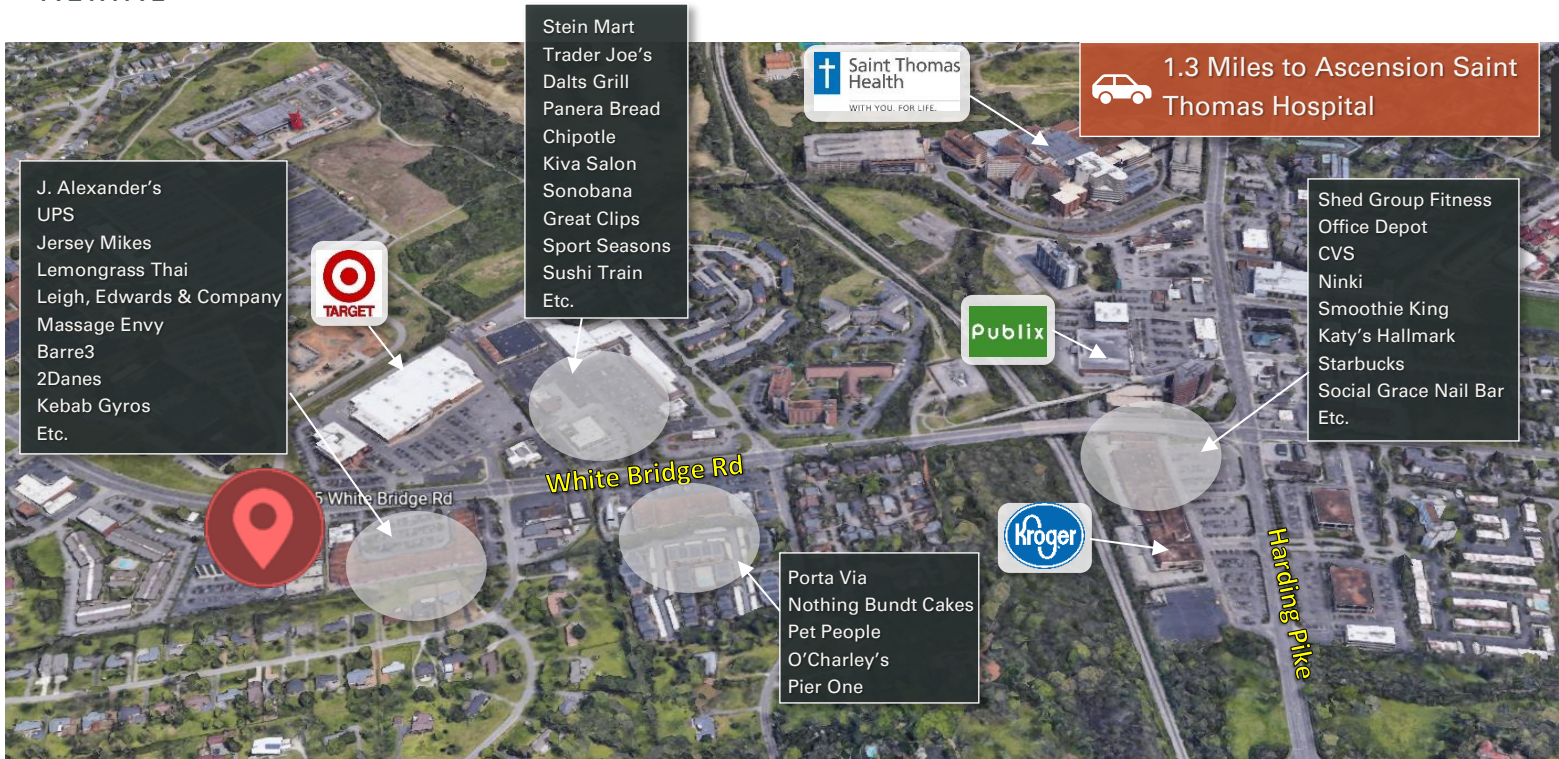 Stein Mart
Trader Joe's
Dalts Grill
Panera Bread
Chipotle
Kiva Salon
Sonobana
Great Clips
Sport Seasons
Sushi Train
Etc.
Saint Thomas
Health
WITH YOU. FOR LIFE.
1.3 Miles to Ascension Saint
Thomas Hospital
J. Alexander's
UPS
Jersey Mikes
Lemongrass Thai
Leigh, Edwards & Company
Massage Envy
Barre3
2Danes
Kebab Gyros
Etc.
TARGET
Publix
Shed Group Fitness
Office Depot
CVS
Ninki
Smoothie King
Katy's Hallmark
Starbucks
Social Grace Nail Bar
Etc.
White Bridge Rd
5 White Bridge Rd
Kroger
Harding Pike
Porta Via
Nothing Bundt Cakes
Pet People
O'Charley's
Pier One